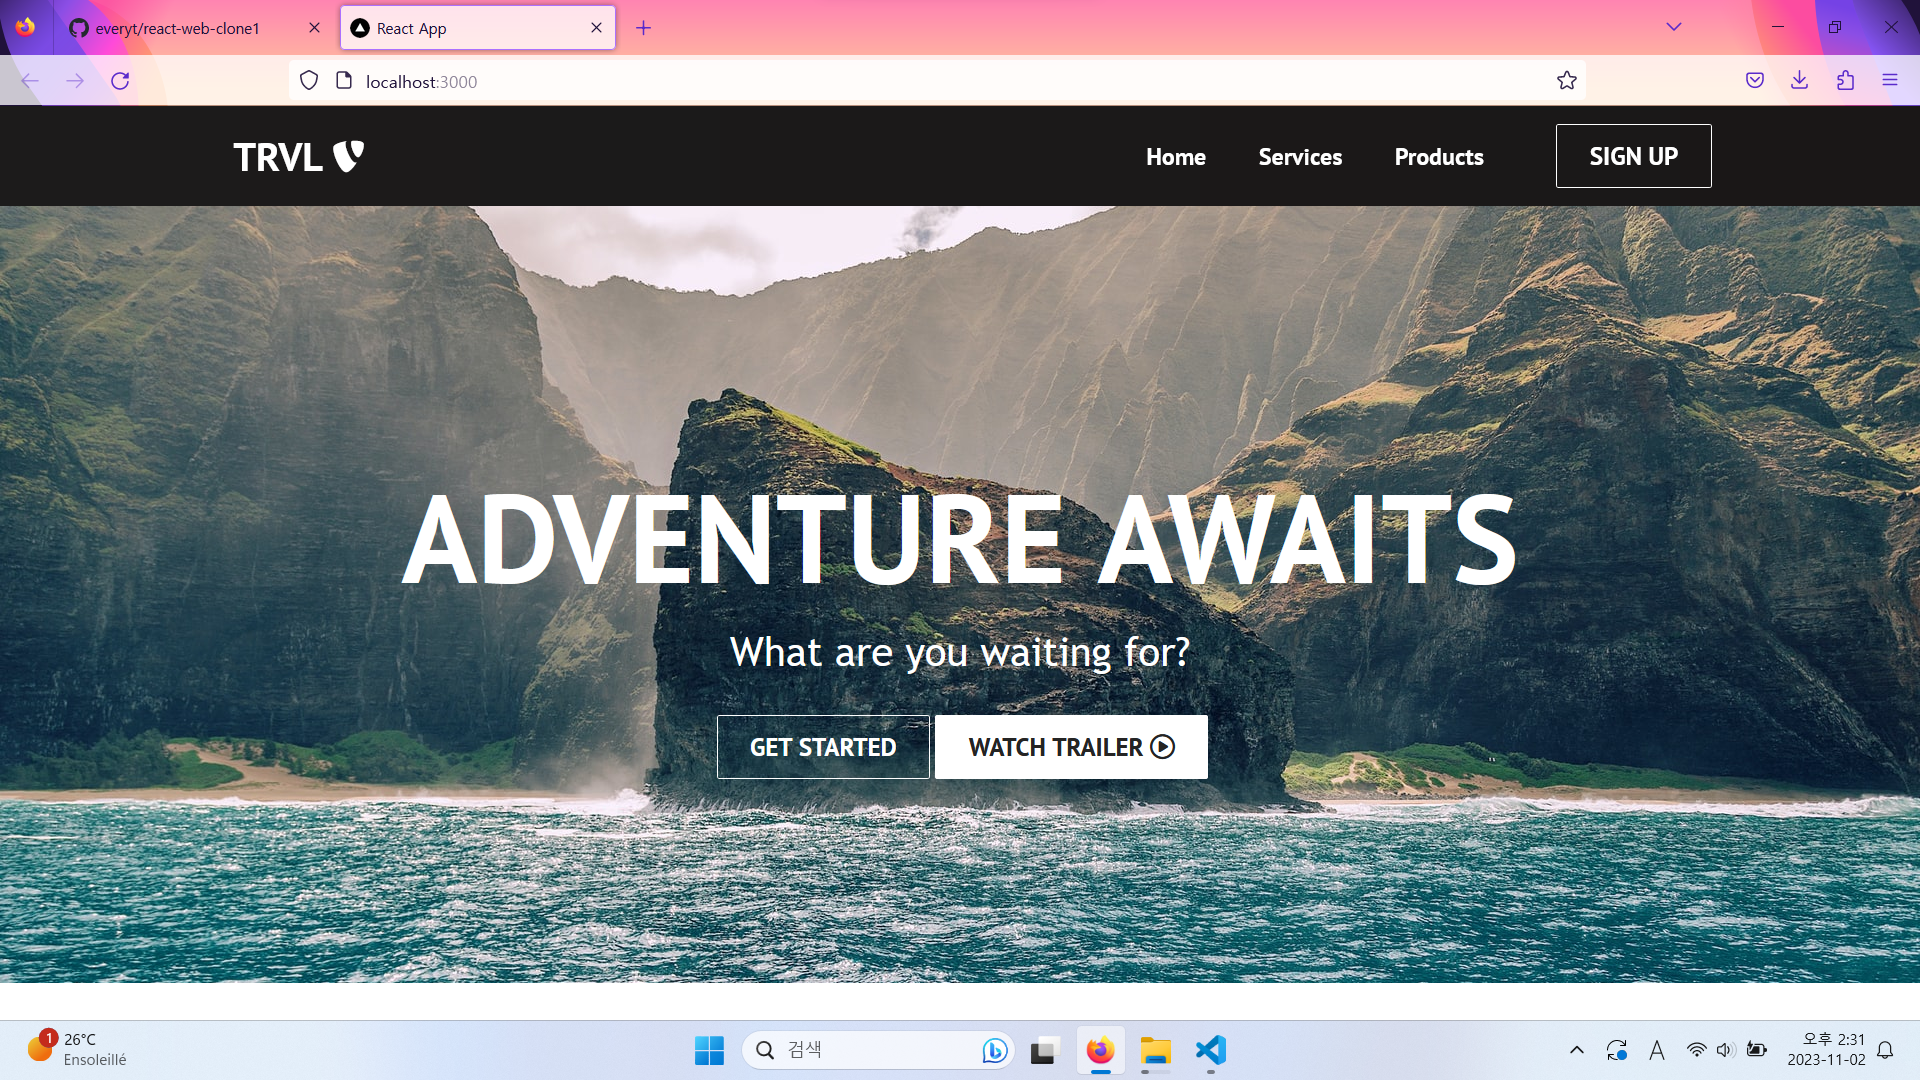 everyt/react-web-clone1
React App
localhost:3000
TRVL
Home
Services
Products
SIGN UP
ADVENTURE AWAITS
What are you waiting for?
GET STARTED
WATCH TRAILER
1
26°C
Ensoleillé
검색
A
오후 2:31
2023-11-02